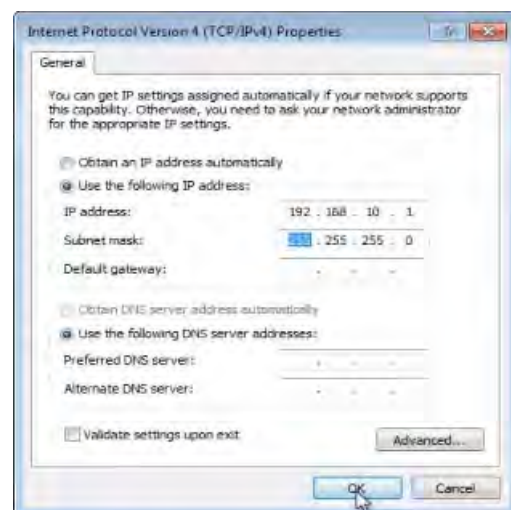 Internet Protocol Version 4 (TCP/IPv4) Properties
General
You can get IP settings assigned automatically if your network supports
this capability. Otherwise, you need to ask your network administrator
for the appropriate IP settings.
Obtain an IP address automatically
Use the following IP address:
IP address: 192 . 168 . 10 . 1
Subnet mask: 255 . 255 . 255 . 0
Default gateway: . . .
Obtain DNS server address automatically
Use the following DNS server addresses:
Preferred DNS server: . . .
Alternate DNS server: . . .
Validate settings upon exit
Advanced...
OK Cancel